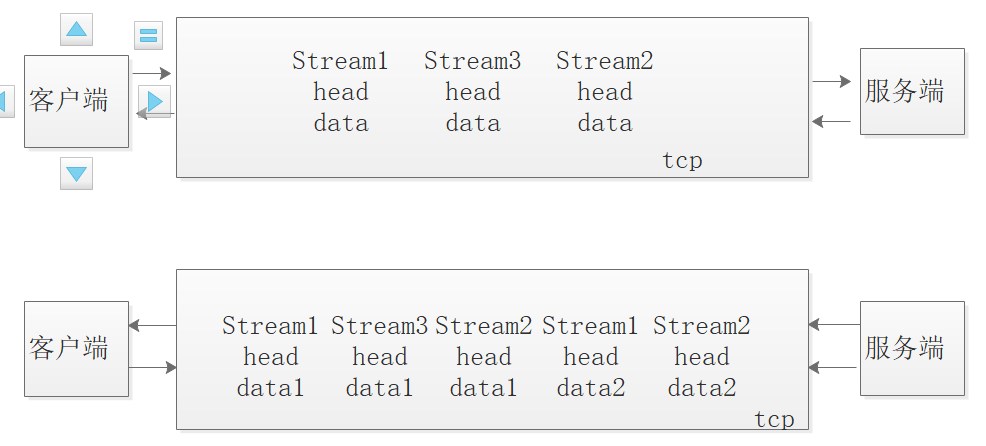 Stream1 Stream3 Stream2
head head head
客户端 服务端
data data data
tcp
Stream1 Stream3 Stream2 Stream1 Stream2
客户端 head head head head head 服务端
data1 data1 data1 data2 data2
tcp